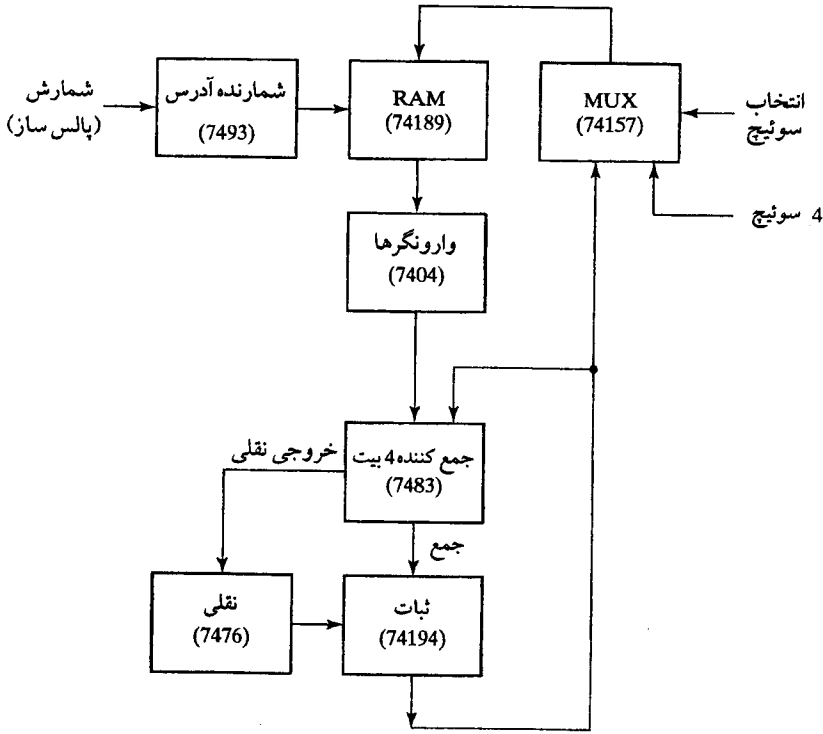 شمارش
(پالس ساز)
شمارنده آدرس
(7493)
RAM
(74189)
MUX
(74157)
انتخاب
سوئیچ
4 سوئیچ
وارونگرها
(7404)
خروجی نقلی
جمع کننده 4 بیت
(7483)
جمع
نقلی
(7476)
ثبات
(74194)